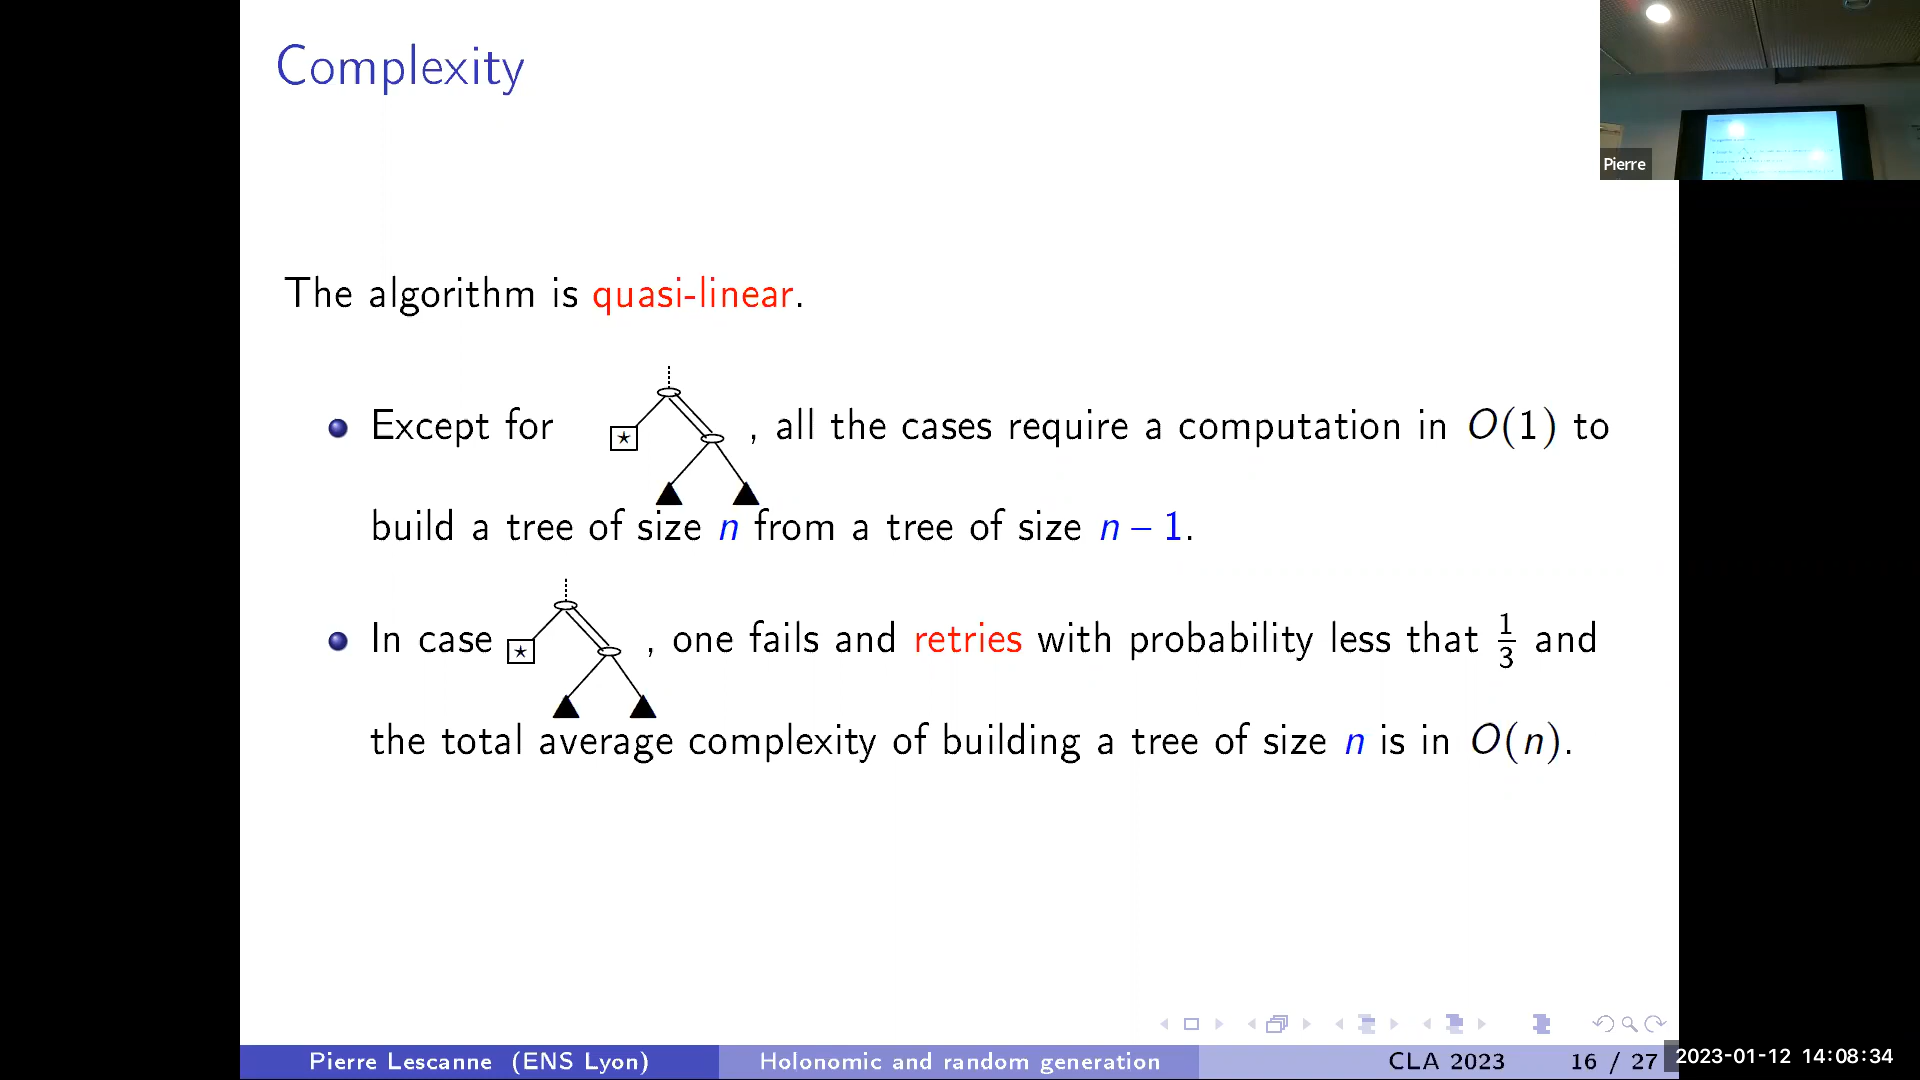 Complexity
Pierre
The algorithm is quasi-linear.
Except for ⋆ , all the cases require a computation in O(1) to
build a tree of size n from a tree of size n − 1.
In case ⋆ , one fails and retries with probability less that 1/3 and
the total average complexity of building a tree of size n is in O(n).
Pierre Lescanne (ENS Lyon) Holonomic and random generation CLA 2023 16 / 27
2023-01-12 14:08:34